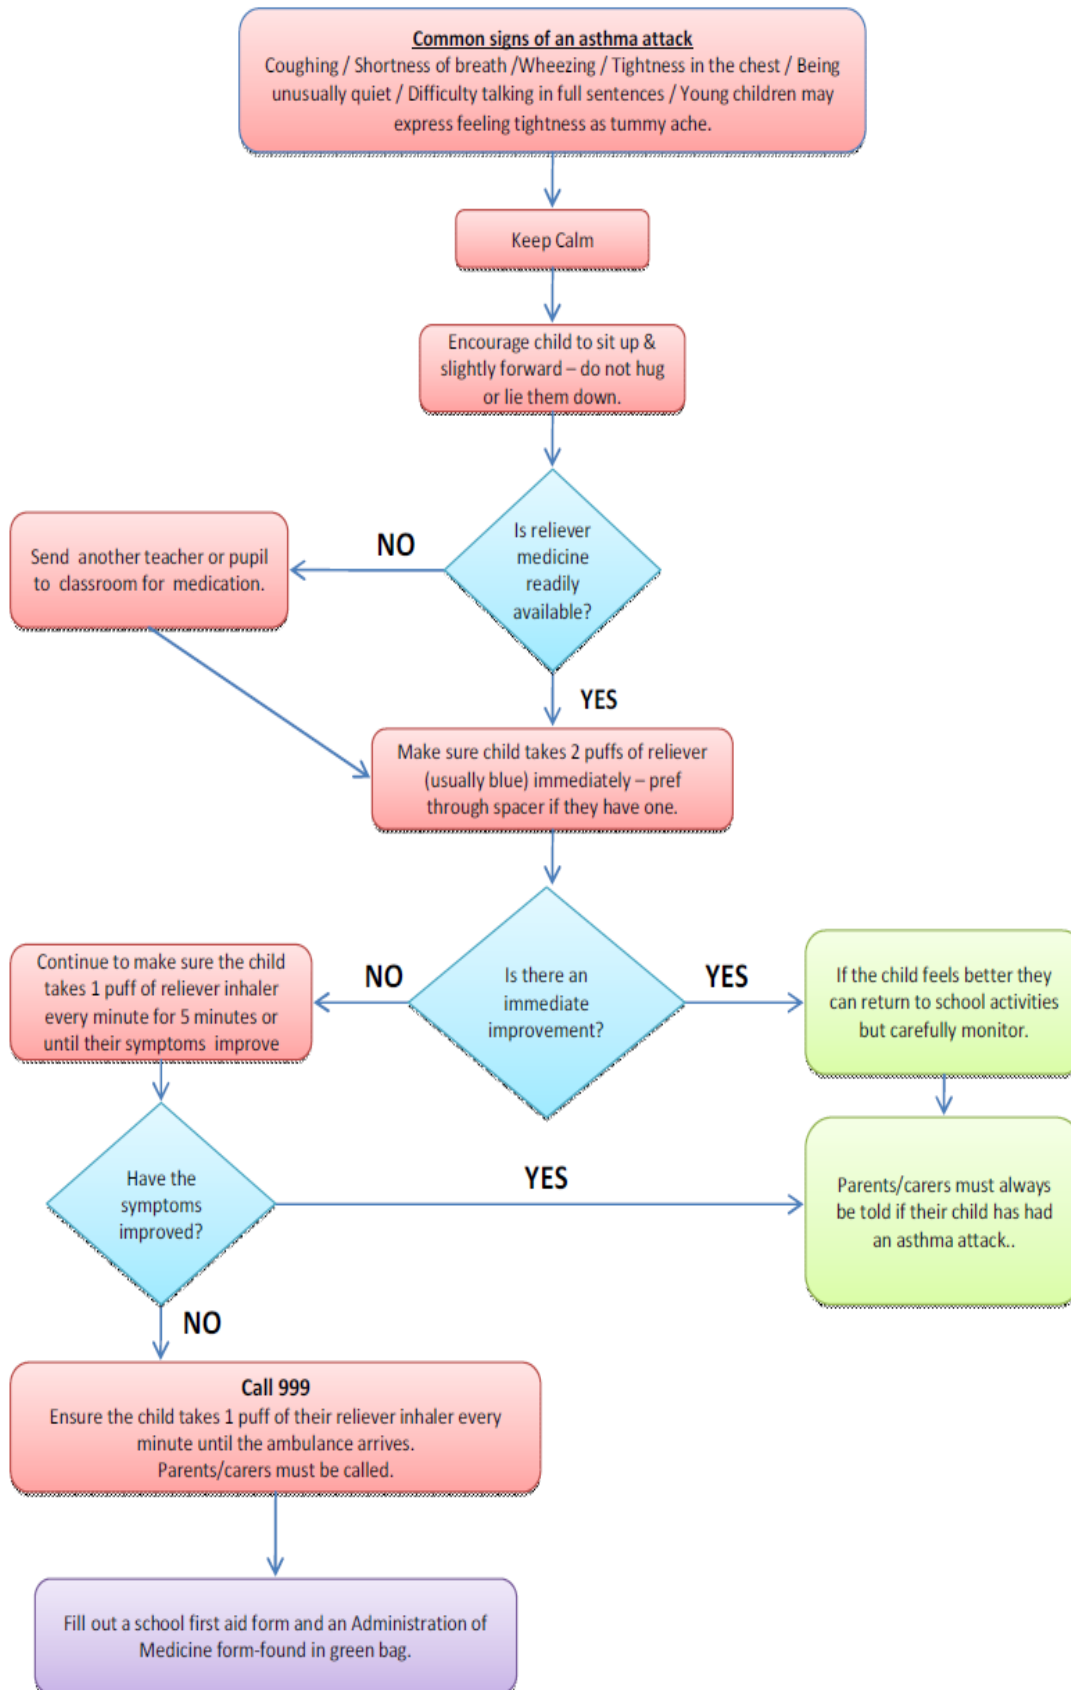 Common signs of an asthma attack
Coughing / Shortness of breath /Wheezing / Tightness in the chest / Being
unusually quiet / Difficulty talking in full sentences / Young children may
express feeling tightness as tummy ache.
Keep Calm
Encourage child to sit up &
slightly forward – do not hug
or lie them down.
Is reliever
medicine
readily
available?
NO
Send another teacher or pupil
to classroom for medication.
YES
Make sure child takes 2 puffs of reliever
(usually blue) immediately – pref
through spacer if they have one.
Is there an
immediate
improvement?
NO
Continue to make sure the child
takes 1 puff of reliever inhaler
every minute for 5 minutes or
until their symptoms improve
YES
If the child feels better they
can return to school activities
but carefully monitor.
Have the
symptoms
improved?
YES
Parents/carers must always
be told if their child has had
an asthma attack..
NO
Call 999
Ensure the child takes 1 puff of their reliever inhaler every
minute until the ambulance arrives.
Parents/carers must be called.
Fill out a school first aid form and an Administration of
Medicine form-found in green bag.